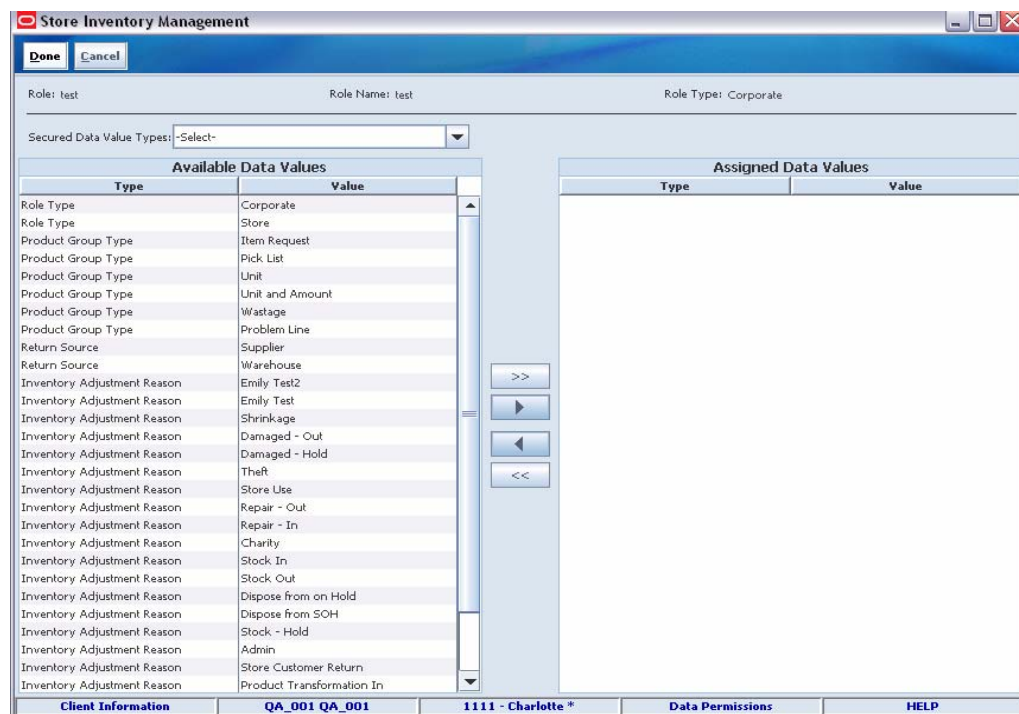 Store Inventory Management
Done Cancel
Role: test Role Name: test Role Type: Corporate
Secured Data Value Types: -Select-
Available Data Values Assigned Data Values
Type Value Type Value
Role Type Corporate
Role Type Store
Product Group Type Item Request
Product Group Type Pick List
Product Group Type Unit
Product Group Type Unit and Amount
Product Group Type Wastage
Product Group Type Problem Line
Return Source Supplier
Return Source Warehouse
Inventory Adjustment Reason Emily Test2
Inventory Adjustment Reason Emily Test
Inventory Adjustment Reason Shrinkage
Inventory Adjustment Reason Damaged - Out
Inventory Adjustment Reason Damaged - Hold
Inventory Adjustment Reason Theft
Inventory Adjustment Reason Store Use
Inventory Adjustment Reason Repair - Out
Inventory Adjustment Reason Repair - In
Inventory Adjustment Reason Charity
Inventory Adjustment Reason Stock In
Inventory Adjustment Reason Stock Out
Inventory Adjustment Reason Dispose from on Hold
Inventory Adjustment Reason Dispose from SOH
Inventory Adjustment Reason Stock - Hold
Inventory Adjustment Reason Admin
Inventory Adjustment Reason Store Customer Return
Inventory Adjustment Reason Product Transformation In
>>
<<
Client Information QA_001 QA_001 1111 - Charlotte * Data Permissions HELP